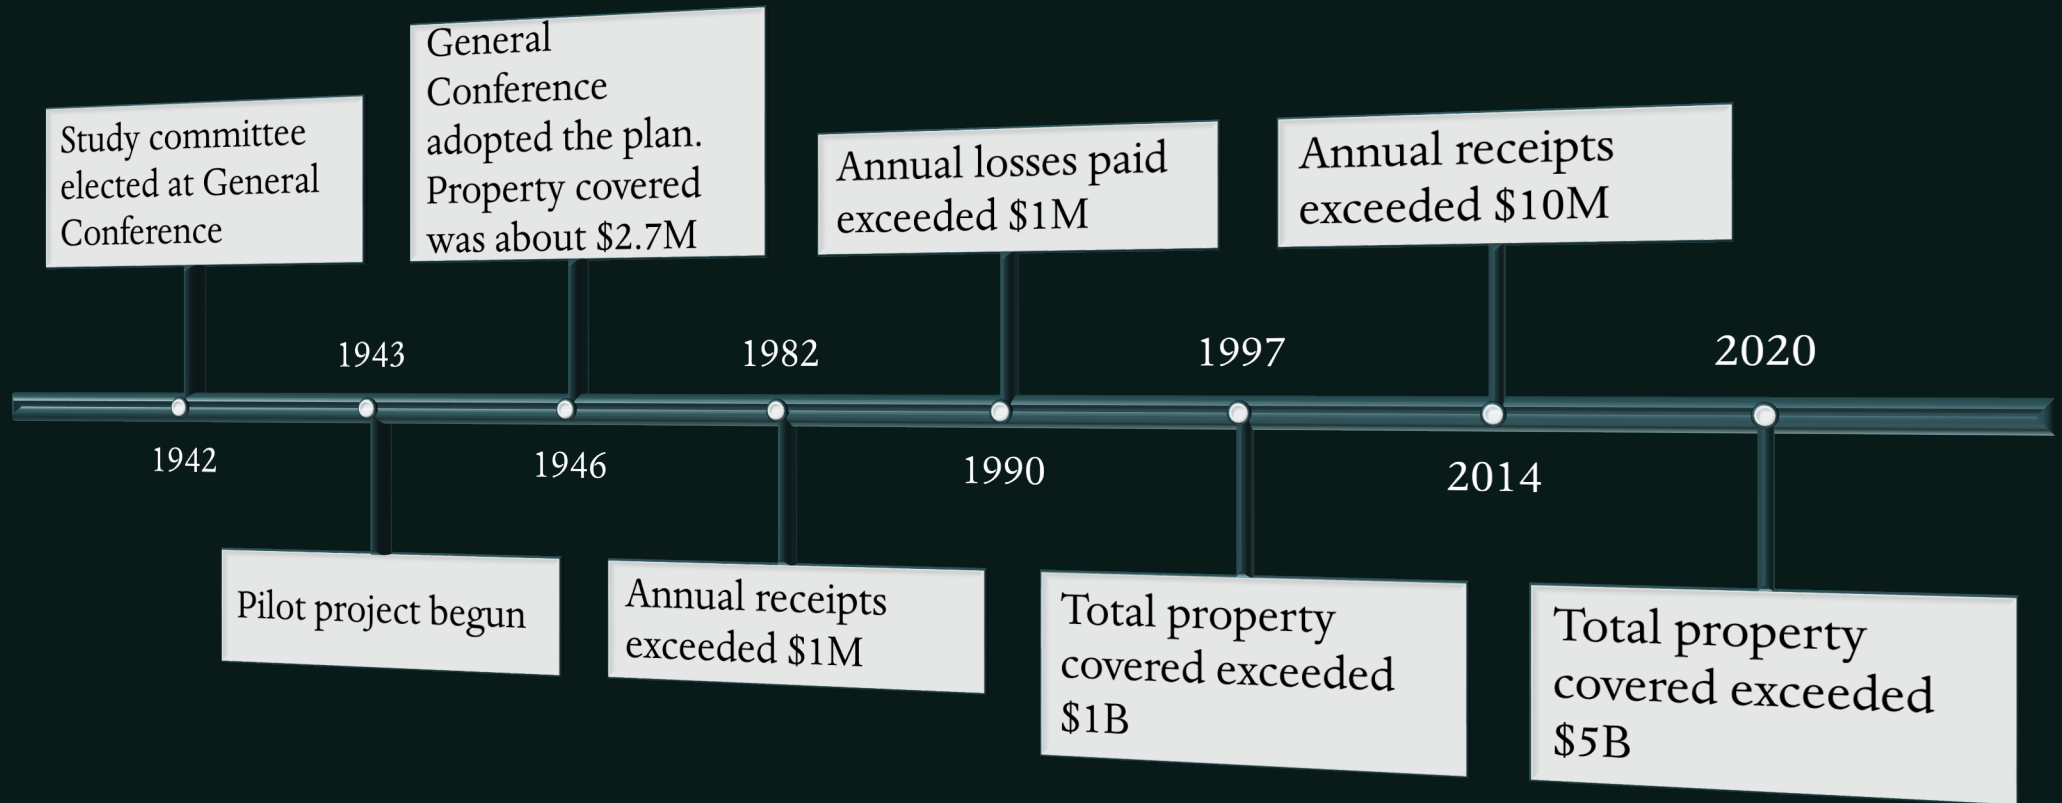 Study committee
elected at General
Conference
1942
1943
Pilot project begun
General
Conference
adopted the plan.
Property covered
was about $2.7M
1946
1982
Annual receipts
exceeded $1M
Annual losses paid
exceeded $1M
1990
1997
Total property
covered exceeded
$1B
Annual receipts
exceeded $10M
2014
2020
Total property
covered exceeded
$5B